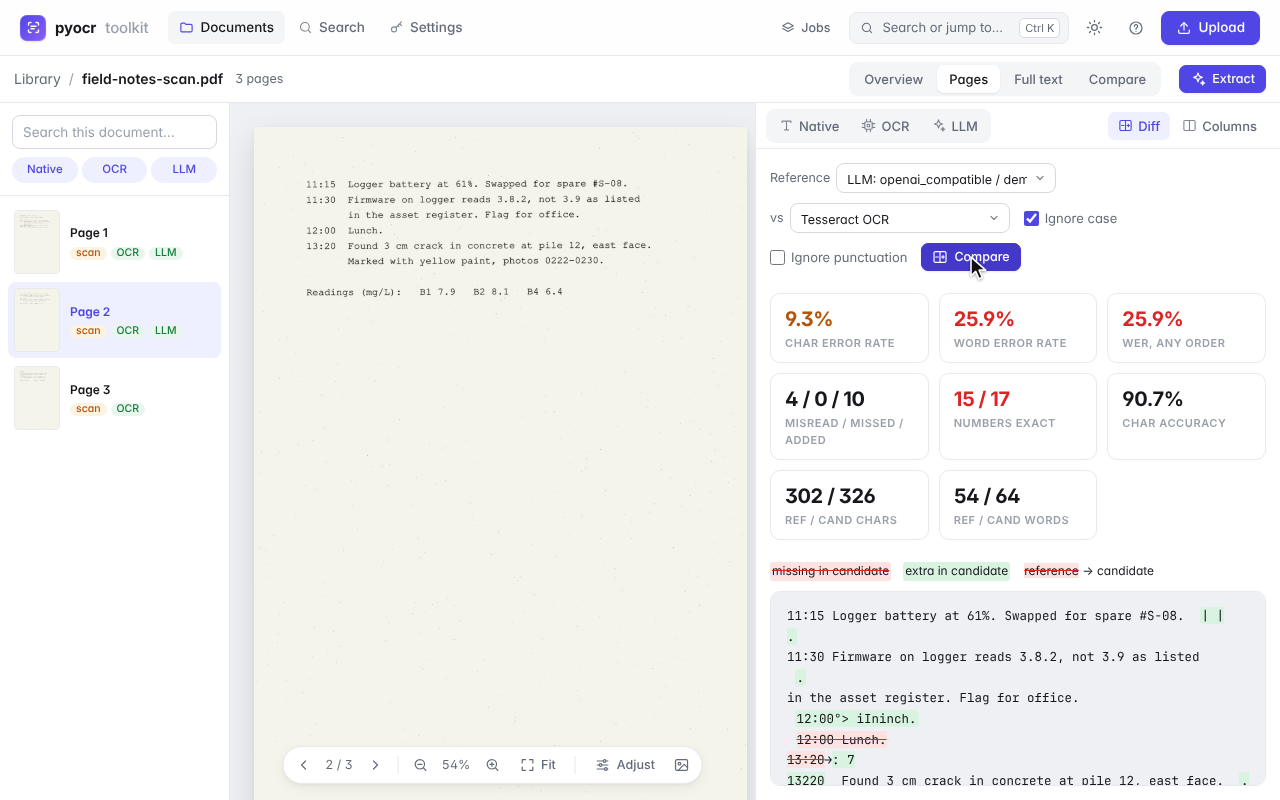 pyocr toolkit Documents Search Settings Jobs Search or jump to... Ctrl K Upload
Library / field-notes-scan.pdf 3 pages Overview Pages Full text Compare Extract
Search this document...
Native OCR LLM
Page 1
scan OCR LLM
Page 2
scan OCR LLM
Page 3
scan OCR
11:15 Logger battery at 61%. Swapped for spare #S-08.
11:30 Firmware on logger reads 3.8.2, not 3.9 as listed
in the asset register. Flag for office.
12:00 Lunch.
13:20 Found 3 cm crack in concrete at pile 12, east face.
Marked with yellow paint, photos 0222-0230.
Readings (mg/L): B1 7.9 B2 8.1 B4 6.4
2 / 3 54% Fit Adjust
Native OCR LLM Diff Columns
Reference LLM: openai_compatible / dem
vs Tesseract OCR Ignore case
Ignore punctuation Compare
9.3% 25.9% 25.9%
CHAR ERROR RATE WORD ERROR RATE WER, ANY ORDER
4 / 0 / 10 15 / 17 90.7%
MISREAD / MISSED / NUMBERS EXACT CHAR ACCURACY
ADDED
302 / 326 54 / 64
REF / CAND CHARS REF / CAND WORDS
missing in candidate extra in candidate reference → candidate
11:15 Logger battery at 61%. Swapped for spare #S-08. | |
.
11:30 Firmware on logger reads 3.8.2, not 3.9 as listed
.
in the asset register. Flag for office.
12:00°> iIninch.
12:00 Lunch.
13:20→: 7
13220 Found 3 cm crack in concrete at pile 12, east face. .